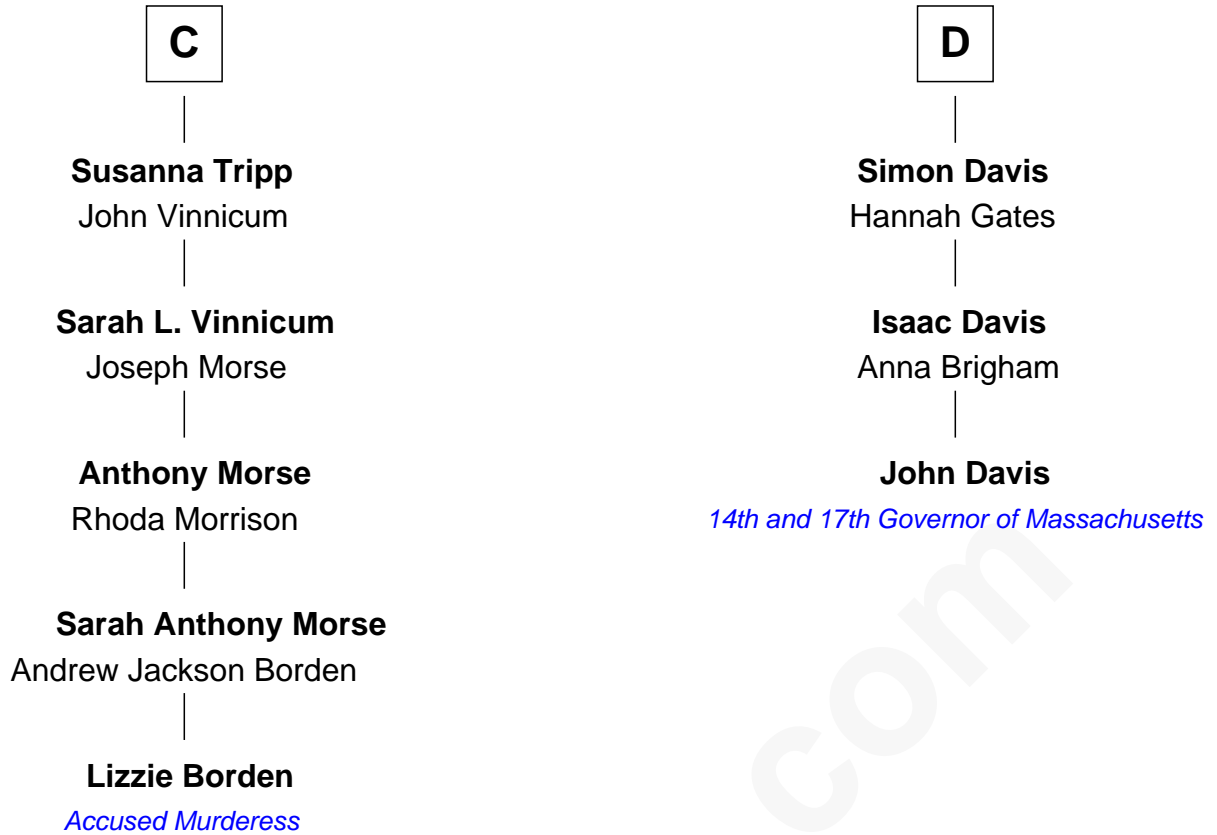 C
Susanna Tripp
John Vinnicum
Sarah L. Vinnicum
Joseph Morse
Anthony Morse
Rhoda Morrison
Sarah Anthony Morse
Andrew Jackson Borden
Lizzie Borden
Accused Murderess
D
Simon Davis
Hannah Gates
Isaac Davis
Anna Brigham
John Davis
14th and 17th Governor of Massachusetts
com